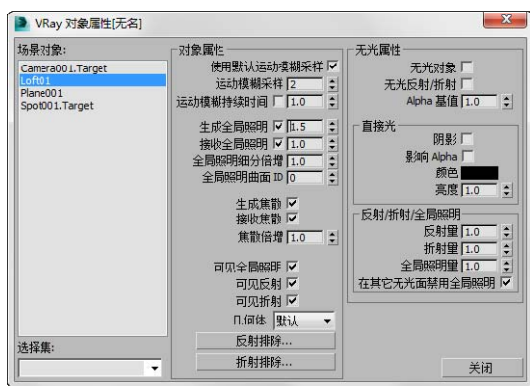 VRay 对象属性[无名]
场景对象:
Camera001.Target
Loft01
Plane001
Spot001.Target
选择集:
对象属性
使用默认运动模糊采样
运动模糊采样 2
运动模糊持续时间 1.0
生成全局照明 1.5
接收全局照明 1.0
全局照明细分倍增 1.0
全局照明曲面 ID 0
生成焦散
接收焦散
焦散倍增 1.0
可见全局照明
可见反射
可见折射
几何体 默认
反射排除...
折射排除...
无光属性
无光对象
无光反射/折射
Alpha 基值 1.0
直接光
阴影
影响 Alpha
颜色
亮度 1.0
反射/折射/全局照明
反射量 1.0
折射量 1.0
全局照明量 1.0
在其它无光面禁用全局照明
关闭